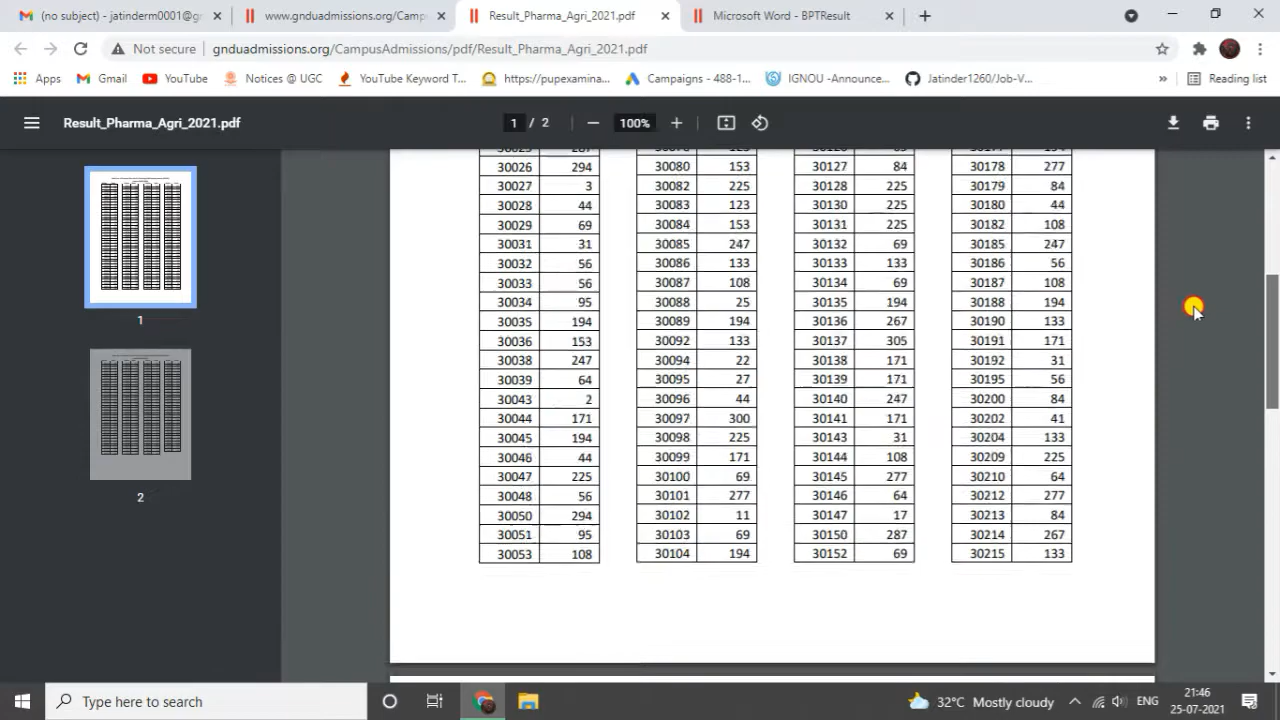 (no subject) - jatinderm0001@g
www.gnduadmissions.org/Camp
Result_Pharma_Agri_2021.pdf
Microsoft Word - BPTResult
Not secure
gnduadmissions.org/CampusAdmissions/pdf/Result_Pharma_Agri_2021.pdf
Apps
Gmail
YouTube
Notices @ UGC
YouTube Keyword T...
https://pupexamina...
Campaigns - 488-1...
IGNOU -Announce...
Jatinder1260/Job-V...
»
Reading list
Result_Pharma_Agri_2021.pdf
1 / 2
100%
30026 294 30080 153 30127 84 30178 277
30027 3 30082 225 30128 225 30179 84
30028 44 30083 123 30130 225 30180 44
30029 69 30084 153 30131 225 30182 108
30031 31 30085 247 30132 69 30185 247
30032 56 30086 133 30133 133 30186 56
30033 56 30087 108 30134 69 30187 108
30034 95 30088 25 30135 194 30188 194
30035 194 30089 194 30136 267 30190 133
30036 153 30092 133 30137 305 30191 171
30038 247 30094 22 30138 171 30192 31
30039 64 30095 27 30139 171 30195 56
30043 2 30096 44 30140 247 30200 84
30044 171 30097 300 30141 171 30202 41
30045 194 30098 225 30143 31 30204 133
30046 44 30099 171 30144 108 30209 225
30047 225 30100 69 30145 277 30210 64
30048 56 30101 277 30146 64 30212 277
30050 294 30102 11 30147 17 30213 84
30051 95 30103 69 30150 287 30214 267
30053 108 30104 194 30152 69 30215 133
1
2
Type here to search
32°C Mostly cloudy
ENG
21:46
25-07-2021